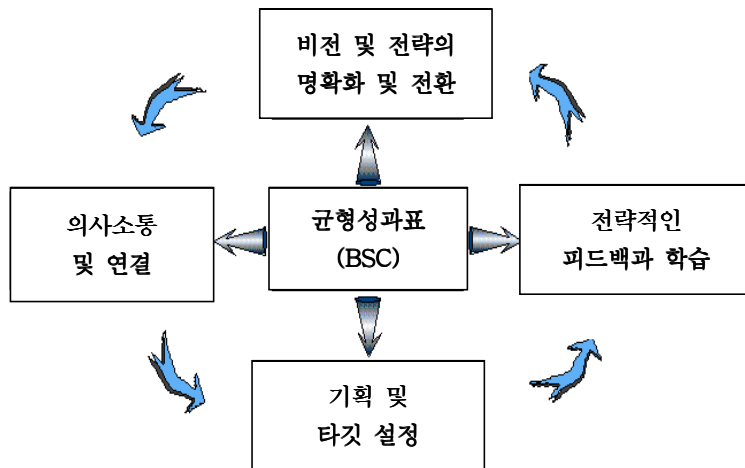 비전 및 전략의
명확화 및 전환
의사소통
및 연결
균형성과표
(BSC)
전략적인
피드백과 학습
기획 및
타깃 설정